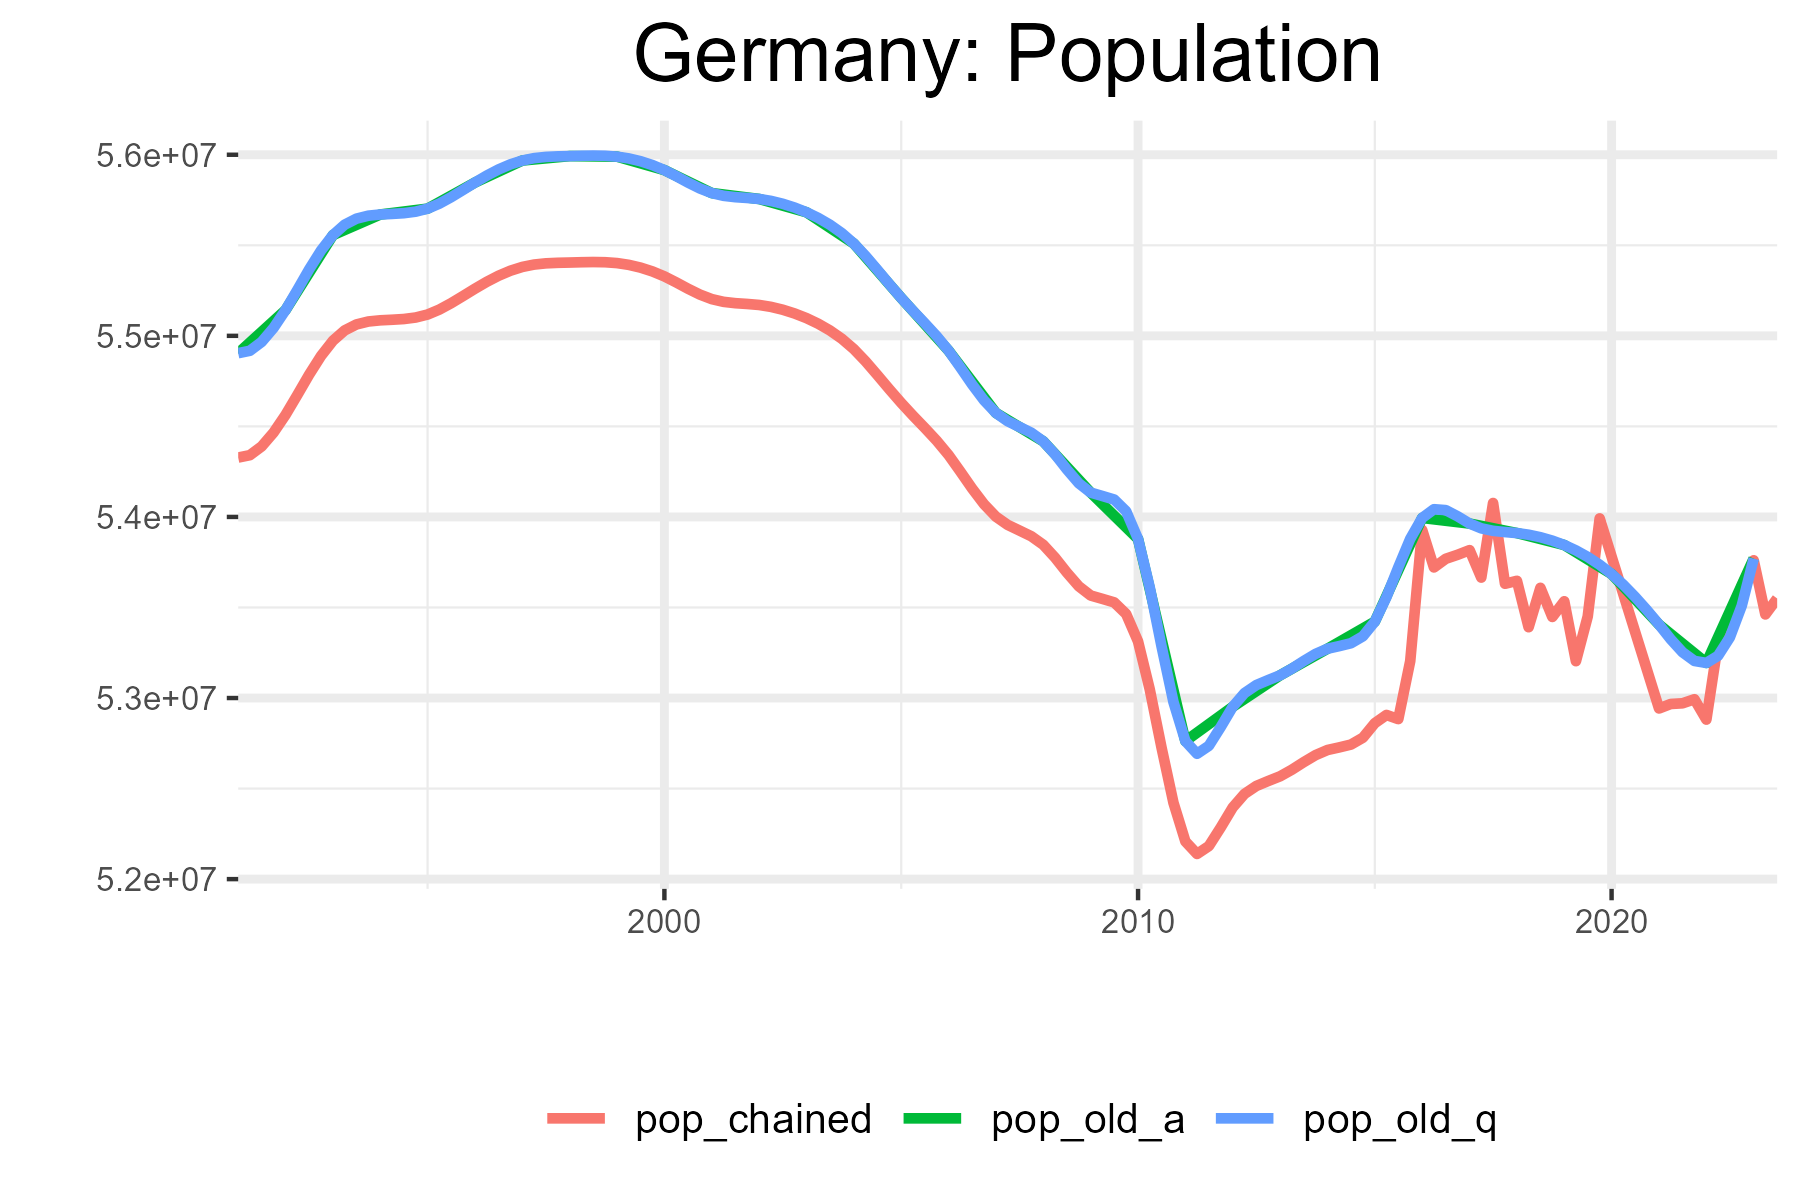 Germany: Population
5.6e+07
5.5e+07
5.4e+07
5.3e+07
5.2e+07
2000 2010 2020
pop_chained pop_old_a pop_old_q